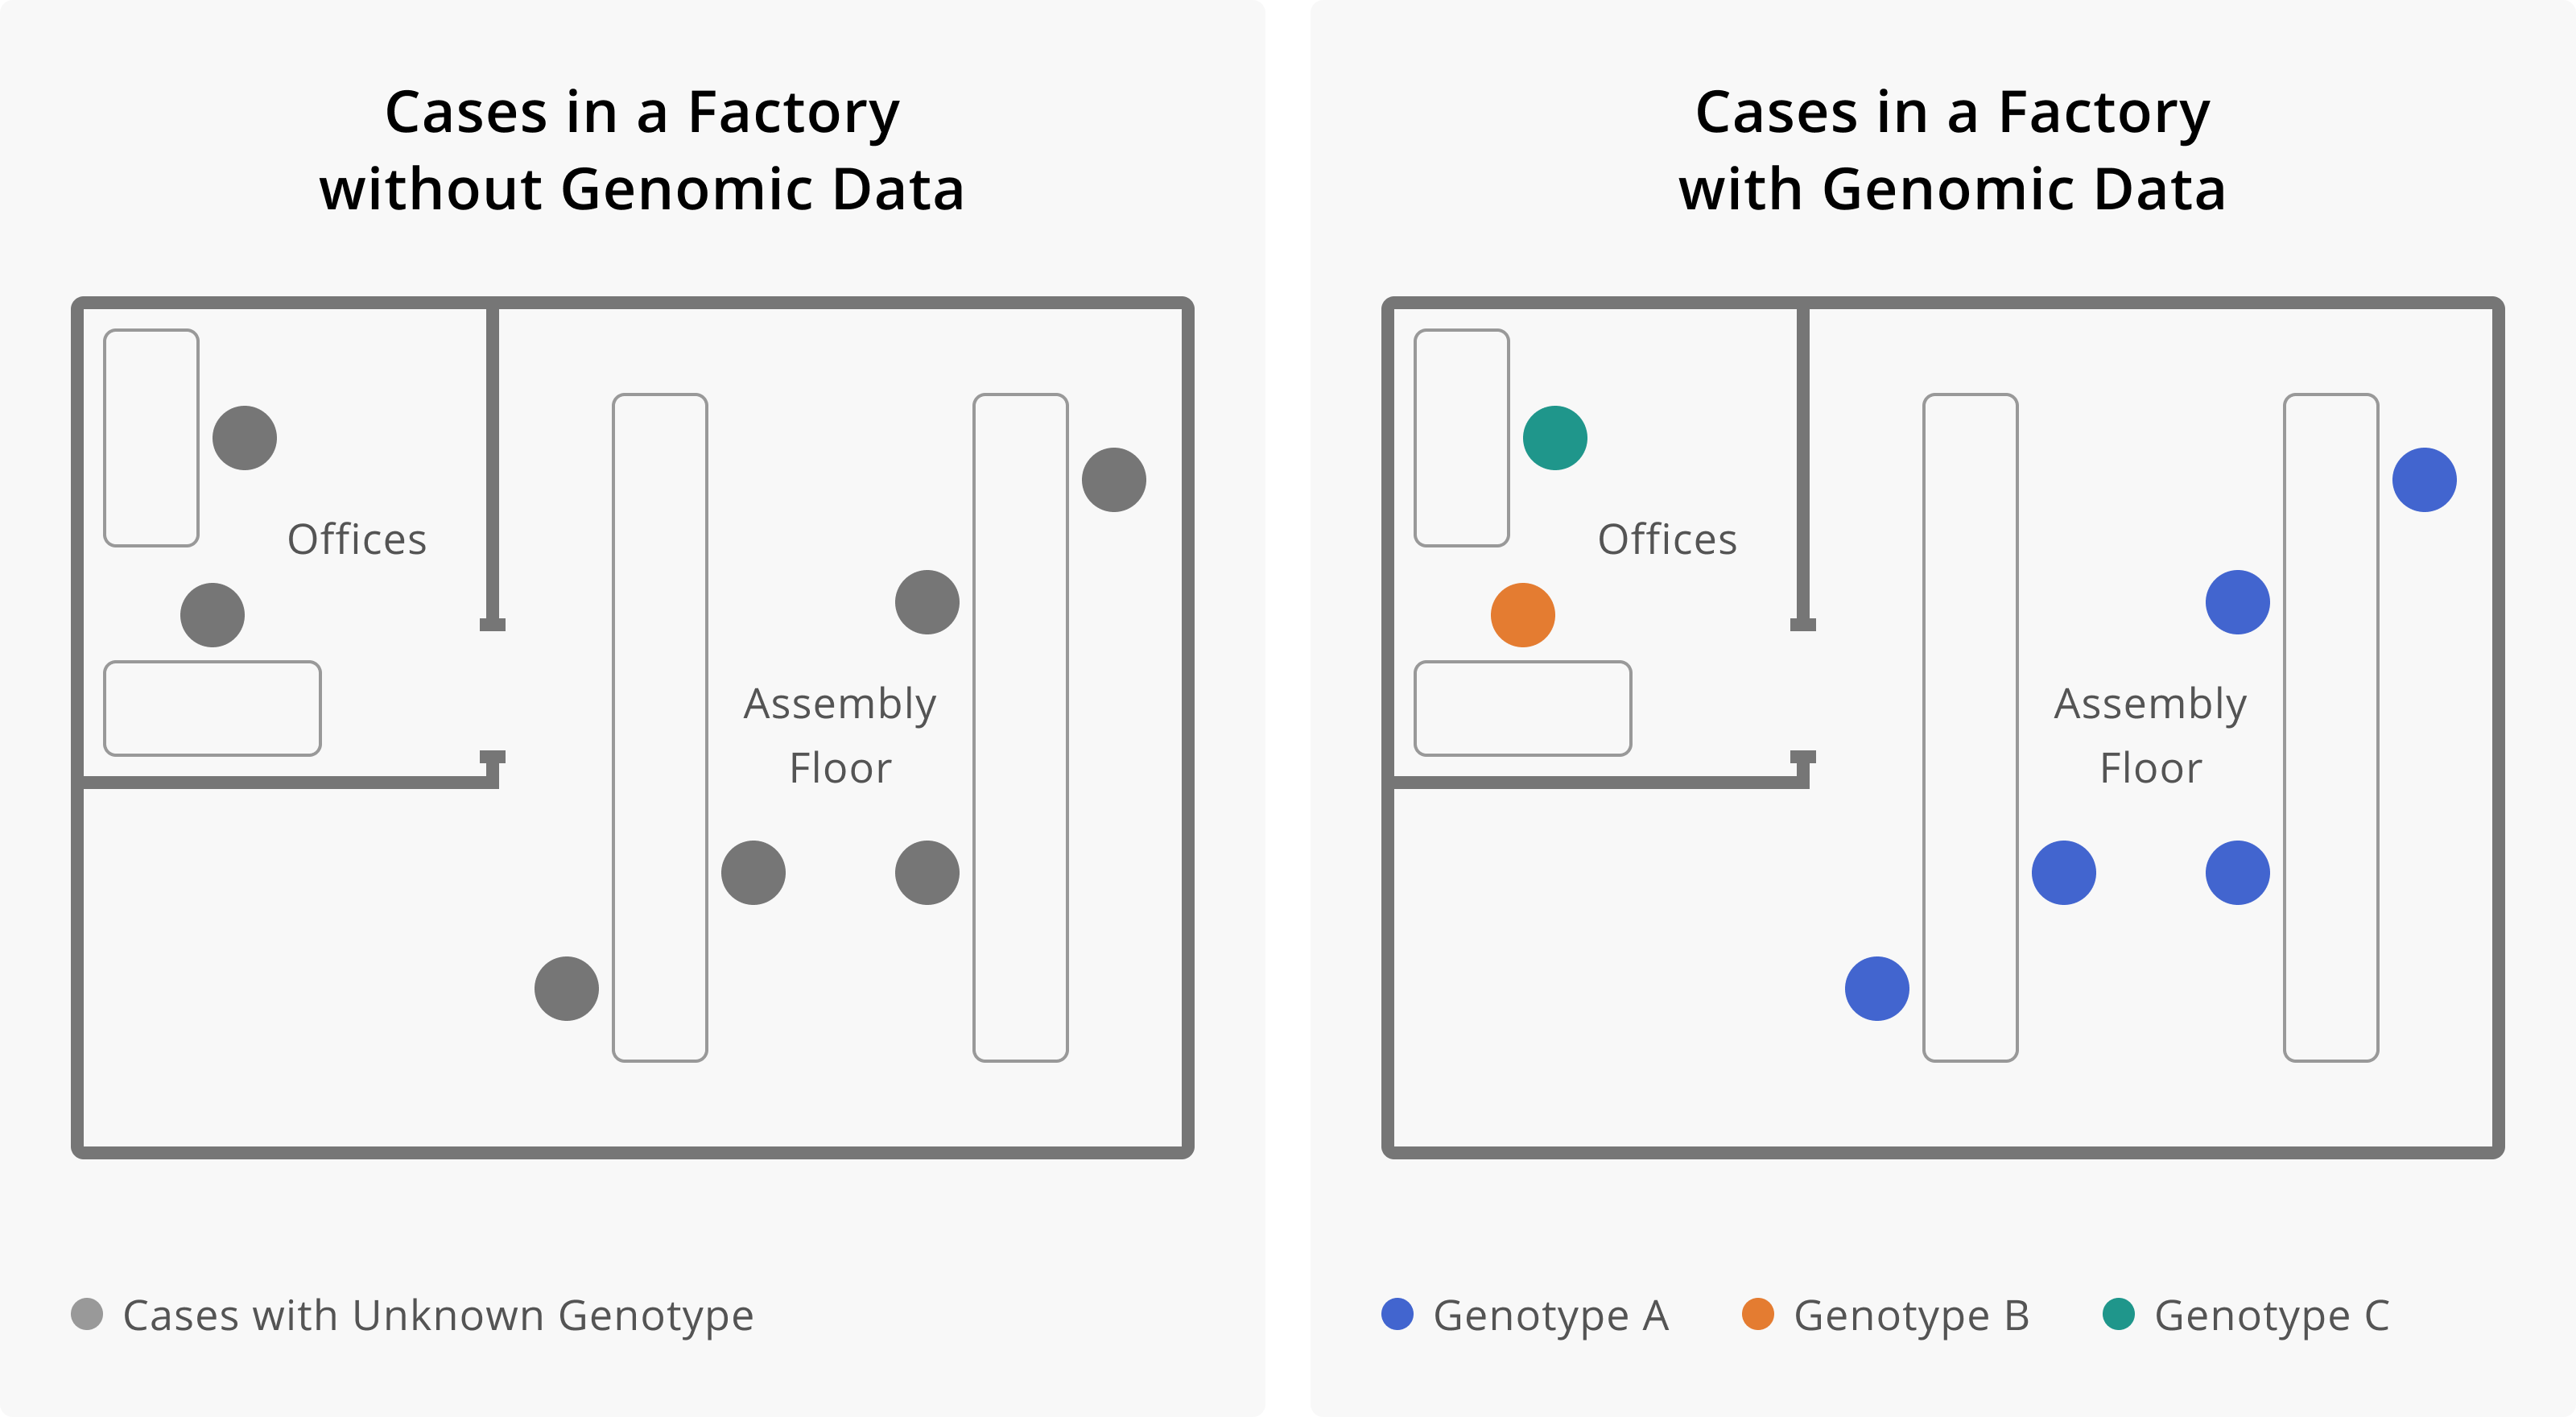 Cases in a Factory
without Genomic Data
Offices
Assembly
Floor
Cases with Unknown Genotype
Cases in a Factory
with Genomic Data
Offices
Assembly
Floor
Genotype A
Genotype B
Genotype C